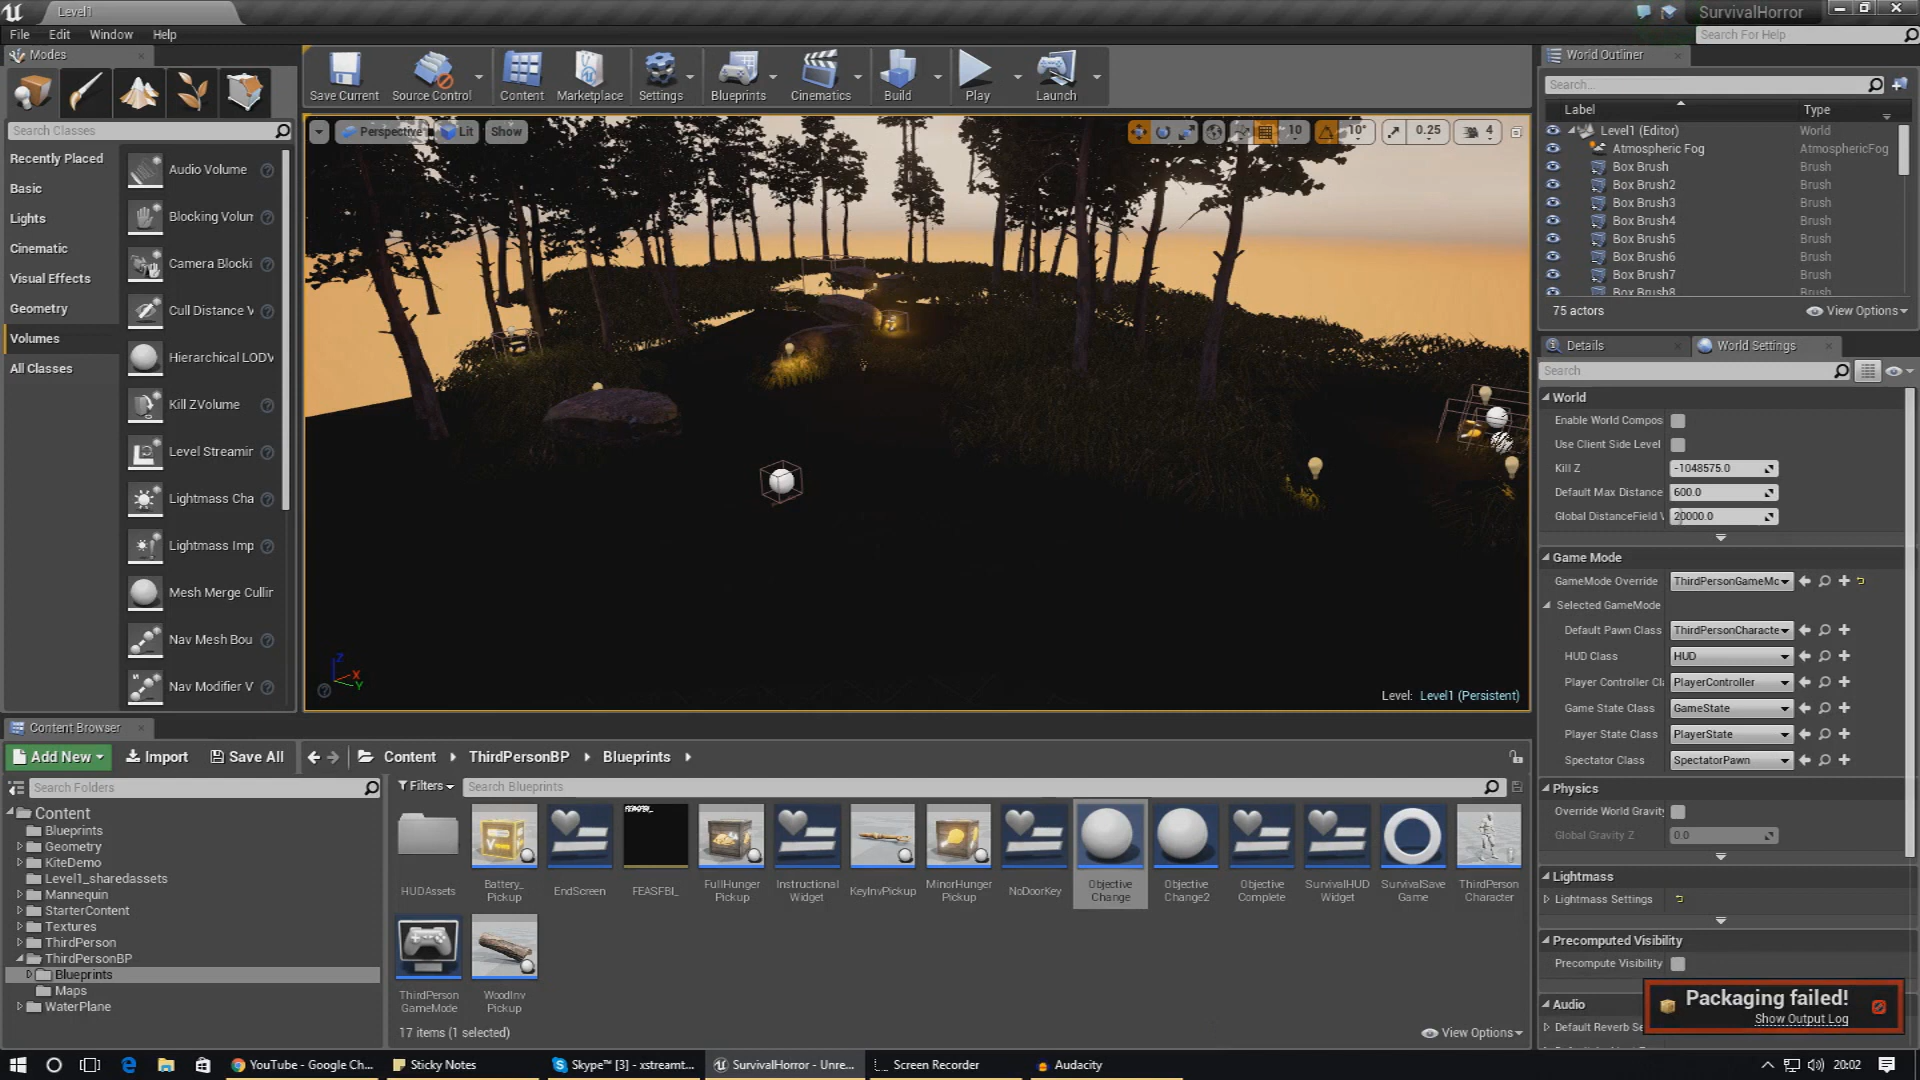 Level1
SurvivalHorror
File Edit Window Help
Search For Help
Modes
Save Current Source Control Content Marketplace Settings Blueprints Cinematics Build Play Launch
Search Classes
Recently Placed
Basic
Lights
Cinematic
Visual Effects
Geometry
Volumes
All Classes
Audio Volume
Blocking Volum
Camera Blocki
Cull Distance V
Hierarchical LODV
Kill ZVolume
Level Streamin
Lightmass Cha
Lightmass Imp
Mesh Merge Cullin
Nav Mesh Bou
Nav Modifier V
Perspective Lit Show
10 10° 0.25 4
Z X Y
Level: Level1 (Persistent)
World Outliner
Search...
Label Type
Level1 (Editor) World
Atmospheric Fog AtmosphericFog
Box Brush Brush
Box Brush2 Brush
Box Brush3 Brush
Box Brush4 Brush
Box Brush5 Brush
Box Brush6 Brush
Box Brush7 Brush
Box Brush8 Brush
75 actors View Options
Details World Settings
Search
World
Enable World Compos
Use Client Side Level
Kill Z -1048575.0
Default Max Distance 600.0
Global DistanceField V 20000.0
Game Mode
GameMode Override ThirdPersonGameMo
Selected GameMode
Default Pawn Class ThirdPersonCharacte
HUD Class HUD
Player Controller Cl PlayerController
Game State Class GameState
Player State Class PlayerState
Spectator Class SpectatorPawn
Physics
Override World Gravity
Global Gravity Z 0.0
Lightmass
Lightmass Settings
Precomputed Visibility
Precompute Visibility
Audio
Default Reverb Se
Packaging failed!
Show Output Log
Content Browser
Add New Import Save All Content ThirdPersonBP Blueprints
Search Folders
Filters Search Blueprints
Content
Blueprints
Geometry
KiteDemo
Level1_sharedassets
Mannequin
StarterContent
Textures
ThirdPerson
ThirdPersonBP
Blueprints
Maps
WaterPlane
HUDAssets
Battery_
Pickup
EndScreen
FEASFBI_
FullHunger
Pickup
Instructional
Widget
KeyInvPickup
MinorHunger
Pickup
NoDoorKey
Objective
Change
Objective
Change2
Objective
Complete
SurvivalHUD
Widget
SurvivalSave
Game
ThirdPerson
Character
ThirdPerson
GameMode
WoodInv
Pickup
17 items (1 selected) View Options
YouTube - Google Ch... Sticky Notes Skype™ [3] - xstreamt... SurvivalHorror - Unre... Screen Recorder Audacity 20:02